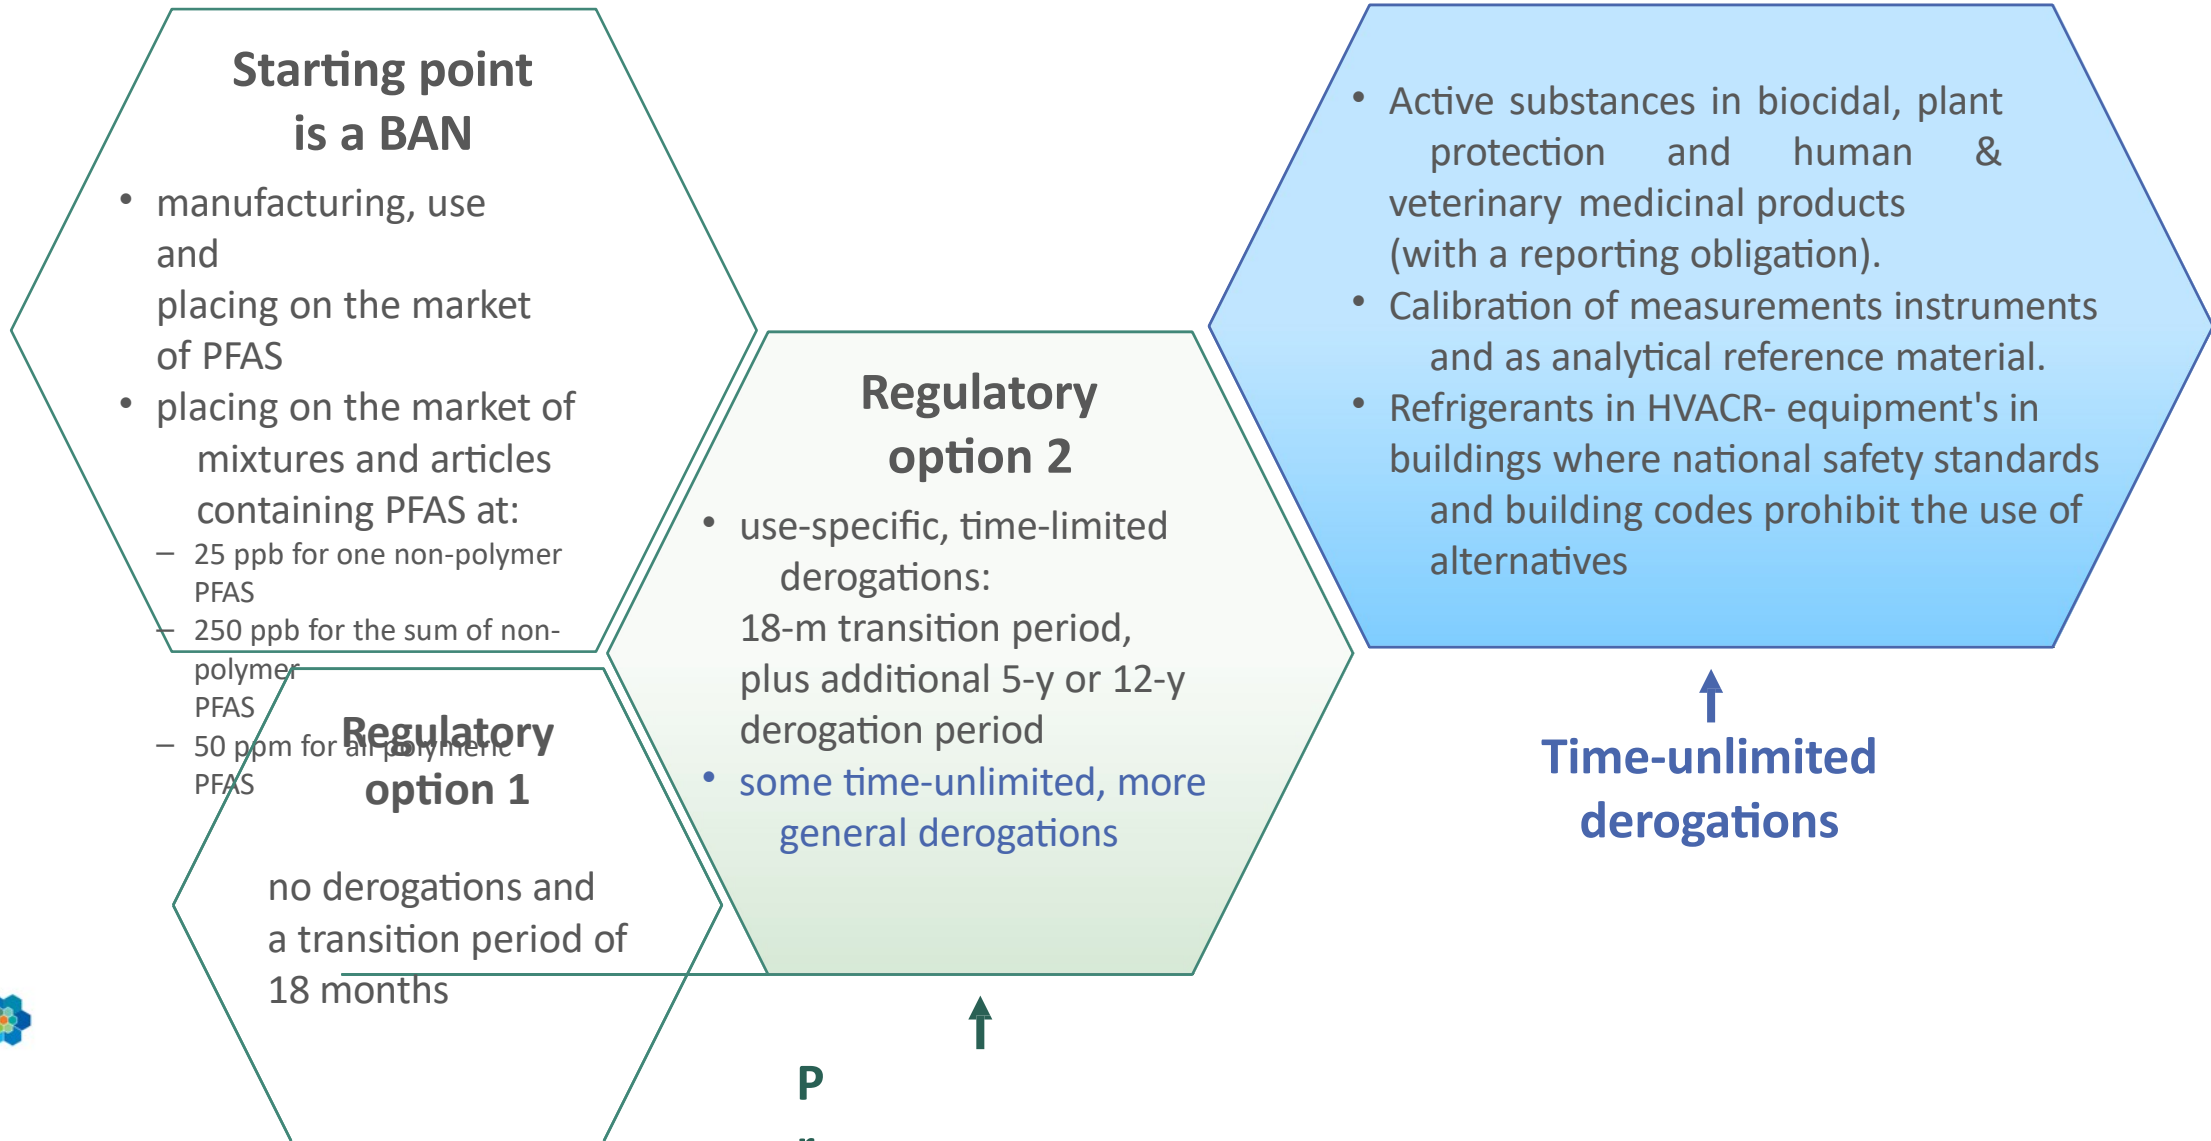 Starting point
is a BAN
• manufacturing, use
and
placing on the market
of PFAS
• placing on the market of
mixtures and articles
containing PFAS at:
– 25 ppb for one non-polymer
PFAS
– 250 ppb for the sum of non-
polymer
PFAS
– 50 ppm for all polymeric
PFAS
Regulatory
option 1
no derogations and
a transition period of
18 months
Regulatory
option 2
• use-specific, time-limited
derogations:
18-m transition period,
plus additional 5-y or 12-y
derogation period
• some time-unlimited, more
general derogations
P
• Active substances in biocidal, plant
protection and human &
veterinary medicinal products
(with a reporting obligation).
• Calibration of measurements instruments
and as analytical reference material.
• Refrigerants in HVACR- equipment's in
buildings where national safety standards
and building codes prohibit the use of
alternatives
Time-unlimited
derogations